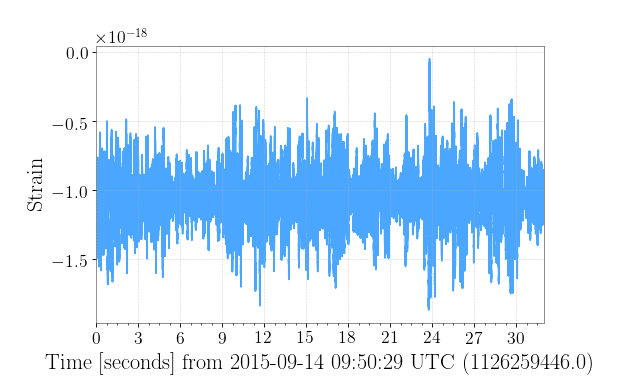 ×10⁻¹⁸
0.0
−0.5
−1.0
−1.5
Strain
0 3 6 9 12 15 18 21 24 27 30
Time [seconds] from 2015-09-14 09:50:29 UTC (1126259446.0)